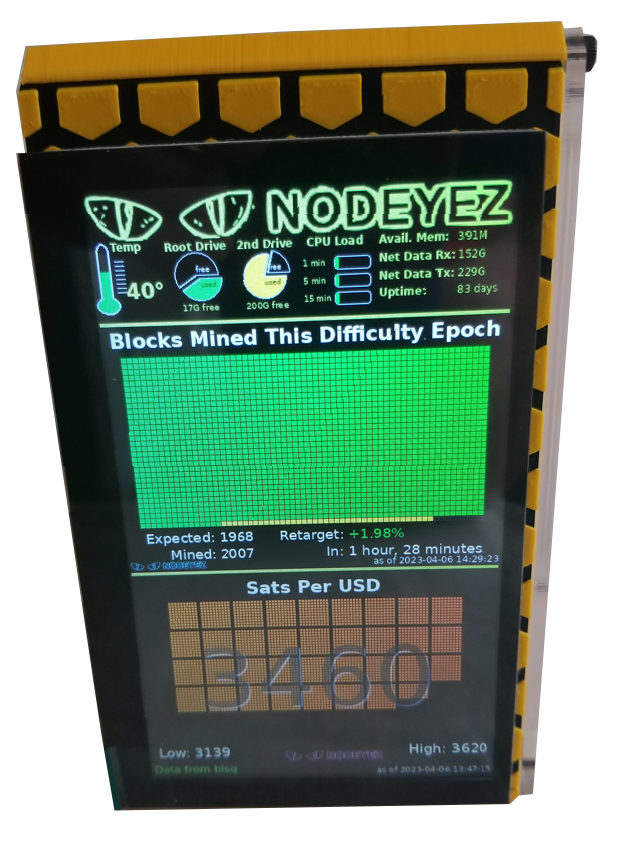 NODEYEZ
Temp Root Drive 2nd Drive CPU Load Avail. Mem: 391M
40° free used 17G free free used 200G free 1 min 5 min 15 min
Net Data Rx: 152G
Net Data Tx: 229G
Uptime: 83 days
Blocks Mined This Difficulty Epoch
Expected: 1968 Retarget: +1.98%
Mined: 2007 In: 1 hour, 28 minutes
NODEYEZ as of 2023-04-06 14:29:23
Sats Per USD
3460
Low: 3139 NODEYEZ High: 3620
Data from bisq as of 2023-04-06 13:47:15